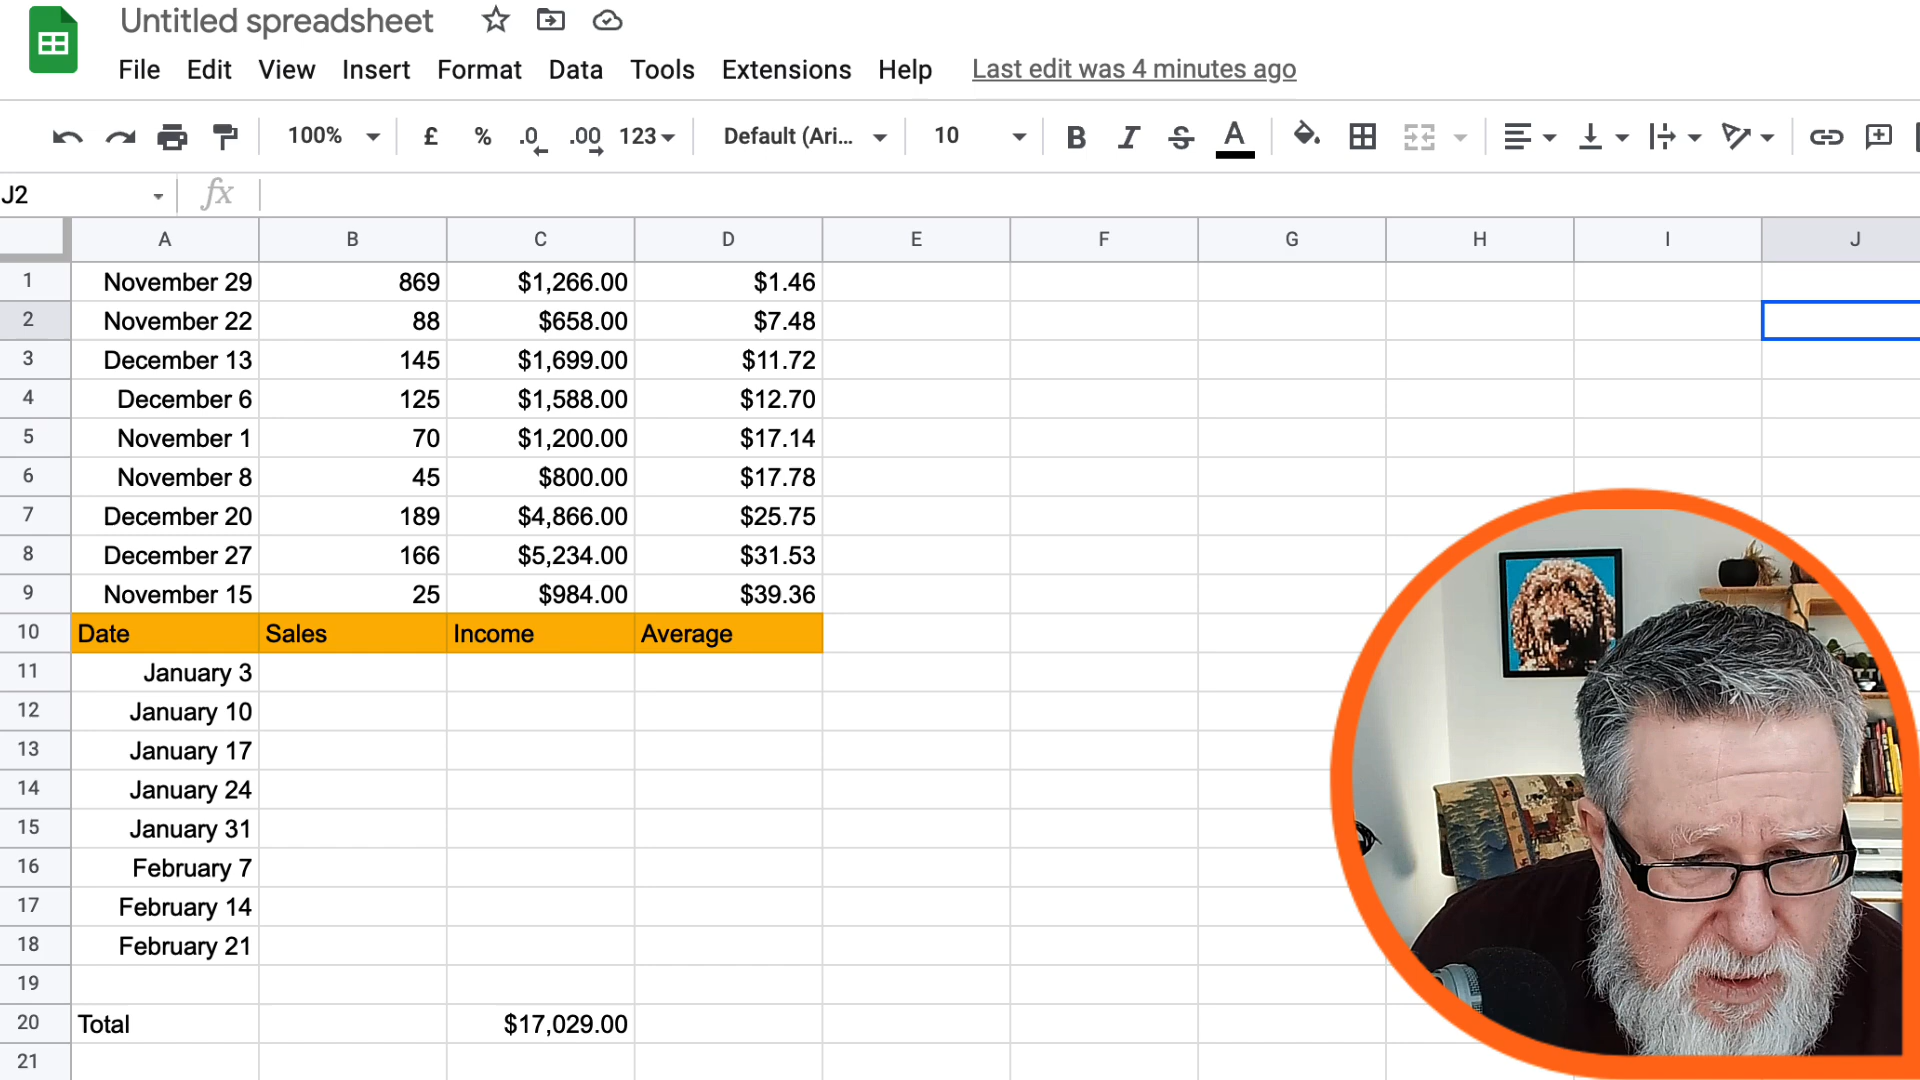 Untitled spreadsheet
File Edit View Insert Format Data Tools Extensions Help Last edit was 4 minutes ago
100% £ % .0 .00 123 Default (Ari... 10 B I S A
J2 fx
A B C D E F G H I J
1 November 29 869 $1,266.00 $1.46
2 November 22 88 $658.00 $7.48
3 December 13 145 $1,699.00 $11.72
4 December 6 125 $1,588.00 $12.70
5 November 1 70 $1,200.00 $17.14
6 November 8 45 $800.00 $17.78
7 December 20 189 $4,866.00 $25.75
8 December 27 166 $5,234.00 $31.53
9 November 15 25 $984.00 $39.36
10 Date Sales Income Average
11 January 3
12 January 10
13 January 17
14 January 24
15 January 31
16 February 7
17 February 14
18 February 21
19
20 Total $17,029.00
21